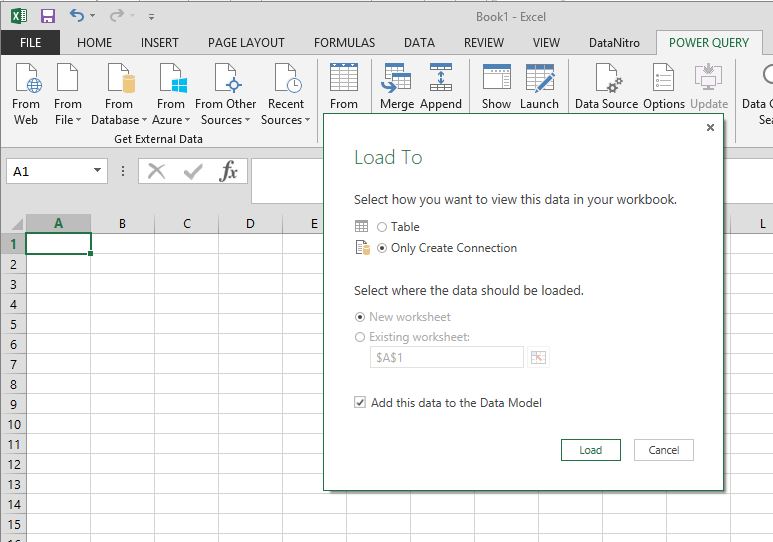 Book1 - Excel
FILE HOME INSERT PAGE LAYOUT FORMULAS DATA REVIEW VIEW DataNitro POWER QUERY
From Web
From File
From Database
From Azure
From Other Sources
Recent Sources
From
Merge
Append
Show
Launch
Data Source
Options
Update
Data
Get External Data
A1
fx
A B C D E L
1
2
3
4
5
6
7
8
9
10
11
12
13
14
15
Load To
Select how you want to view this data in your workbook.
Table
Only Create Connection
Select where the data should be loaded.
New worksheet
Existing worksheet:
$A$1
Add this data to the Data Model
Load Cancel